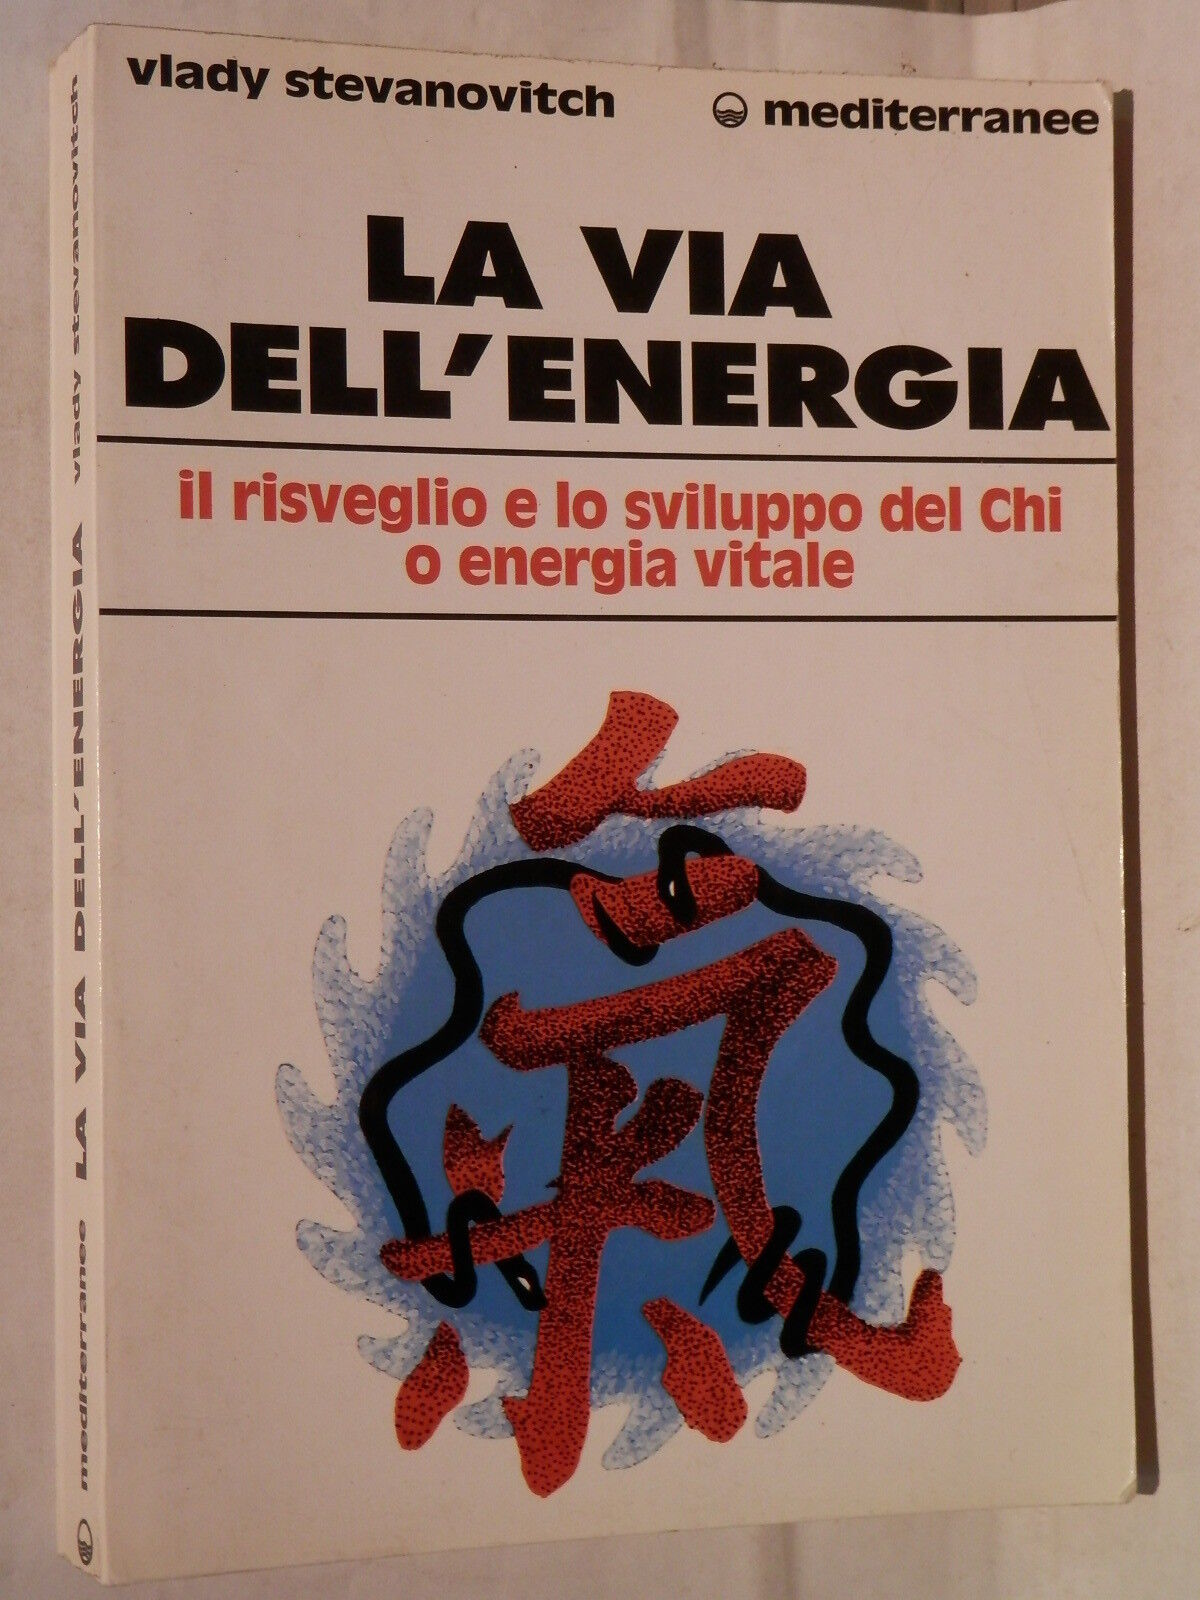 vlady stevanovitch
mediterranee
LA VIA
DELL'ENERGIA
il risveglio e lo sviluppo del Chi
o energia vitale
氣
mediterranee LA VIA DELL'ENERGIA vlady stevanovitch